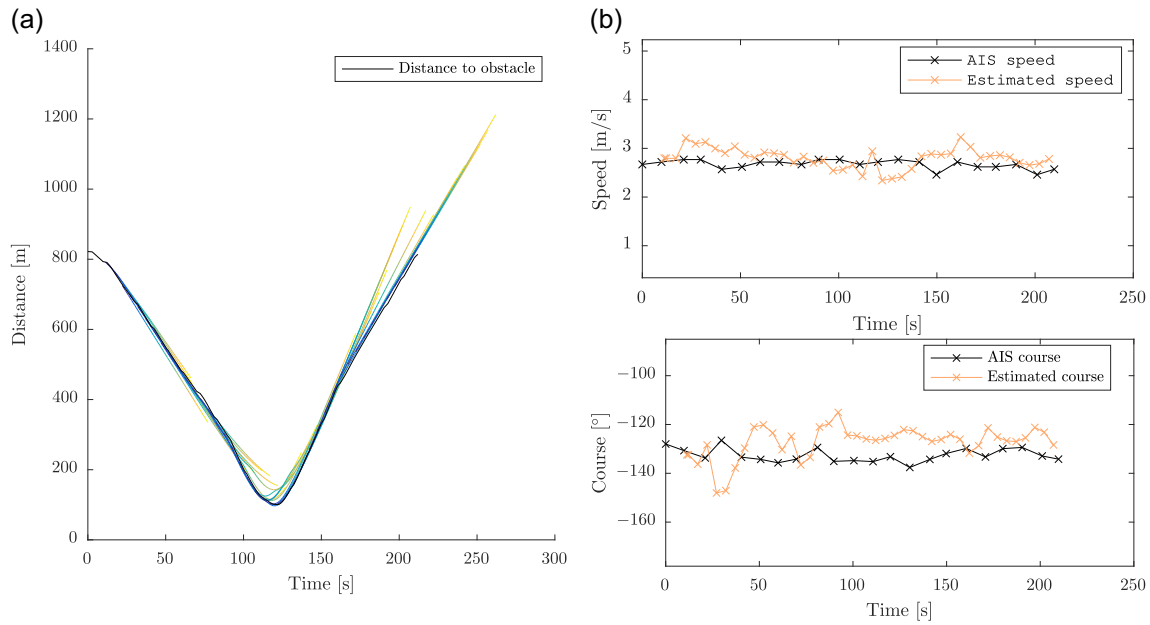 (a)
1400
1200
1000
800
600
400
200
0
Distance [m]
Distance to obstacle
0 50 100 150 200 250 300
Time [s]
(b)
5
4
3
2
1
Speed [m/s]
AIS speed
Estimated speed
0 50 100 150 200 250
Time [s]
−100
−120
−140
−160
Course [°]
AIS course
Estimated course
0 50 100 150 200 250
Time [s]